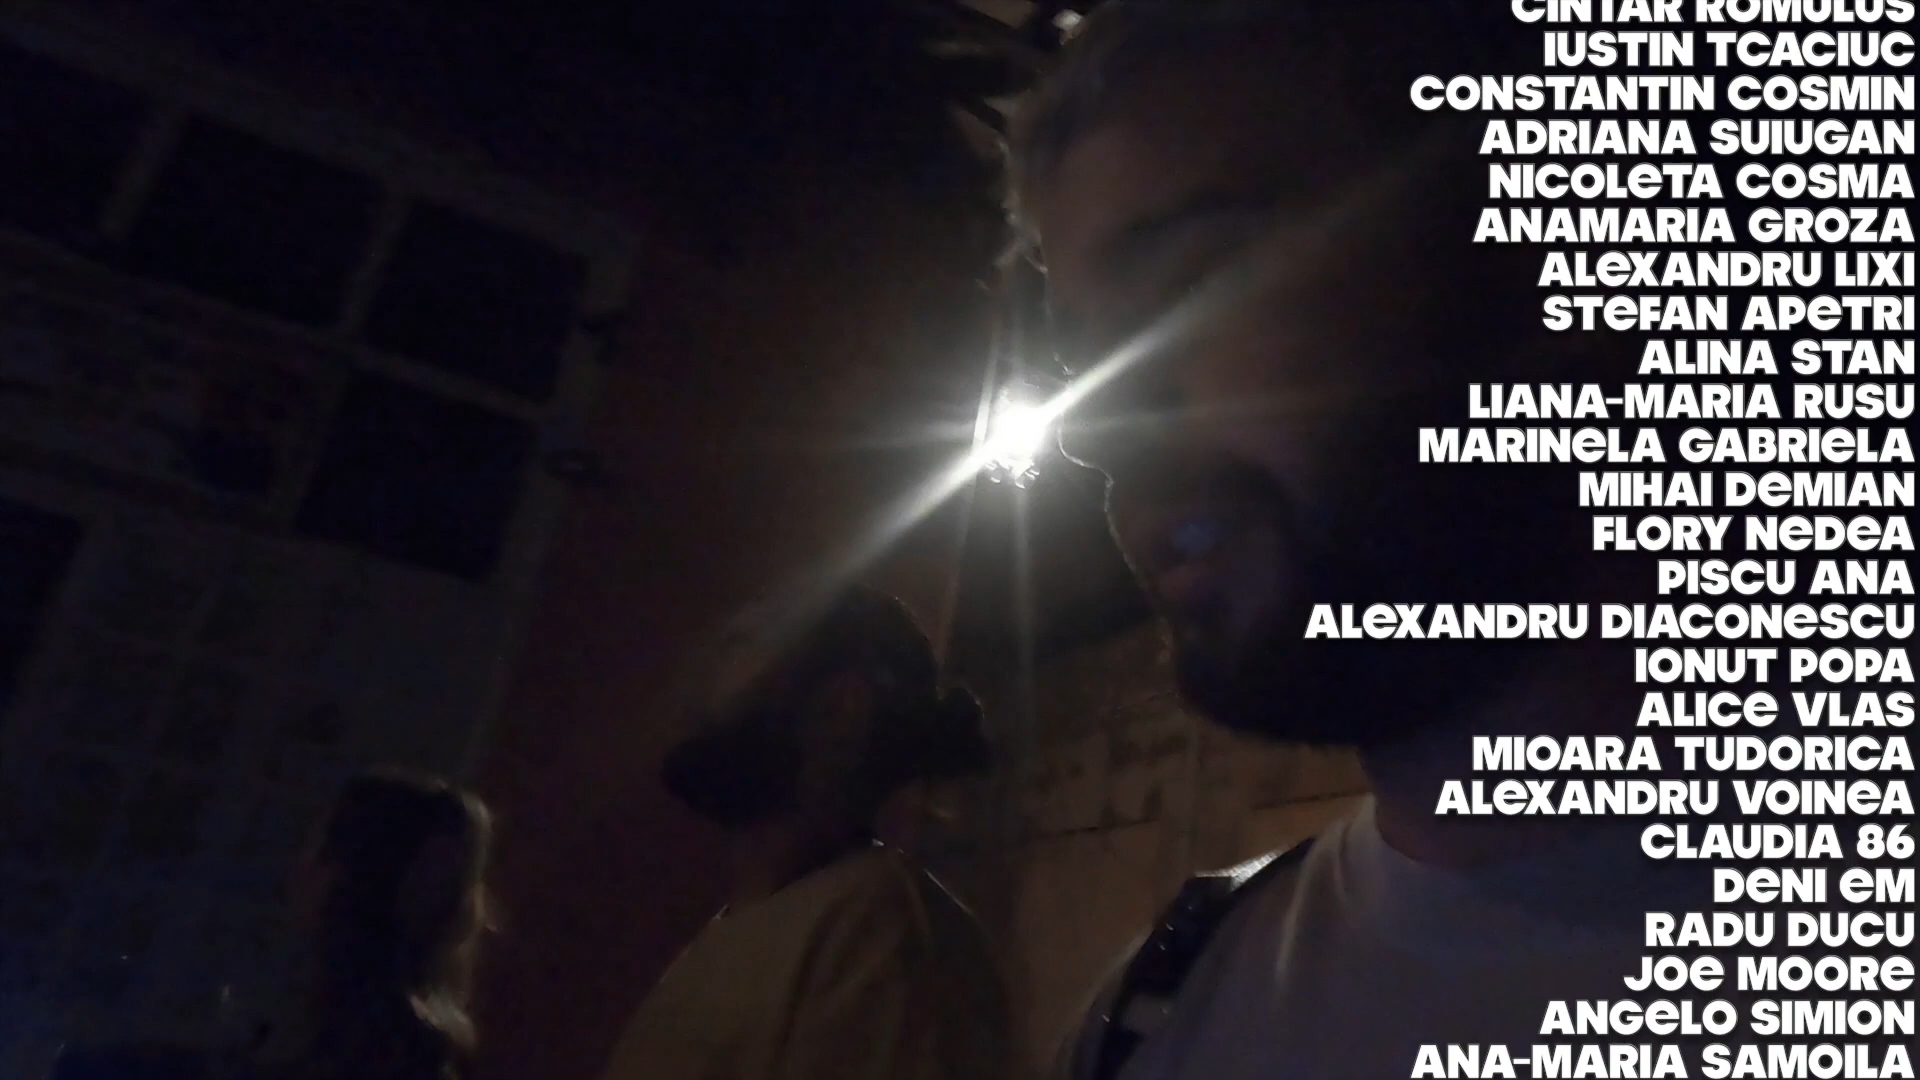 CINTAR ROMULUS
IUSTIN TCACIUC
CONSTANTIN COSMIN
ADRIANA SUIUGAN
NICOLeTA COSMA
ANAMARIA GROZA
ALeXANDRU LIXI
STeFAN APeTRI
ALINA STAN
LIANA-MARIA RUSU
MARINeLA GABRIeLA
MIHAI DeMIAN
FLORY NeDeA
PISCU ANA
ALeXANDRU DIACONeSCU
IONUT POPA
ALICe VLAS
MIOARA TUDORICA
ALeXANDRU VOINeA
CLAUDIA 86
DeNI eM
RADU DUCU
JOe MOORe
ANGeLO SIMION
ANA-MARIA SAMOILA